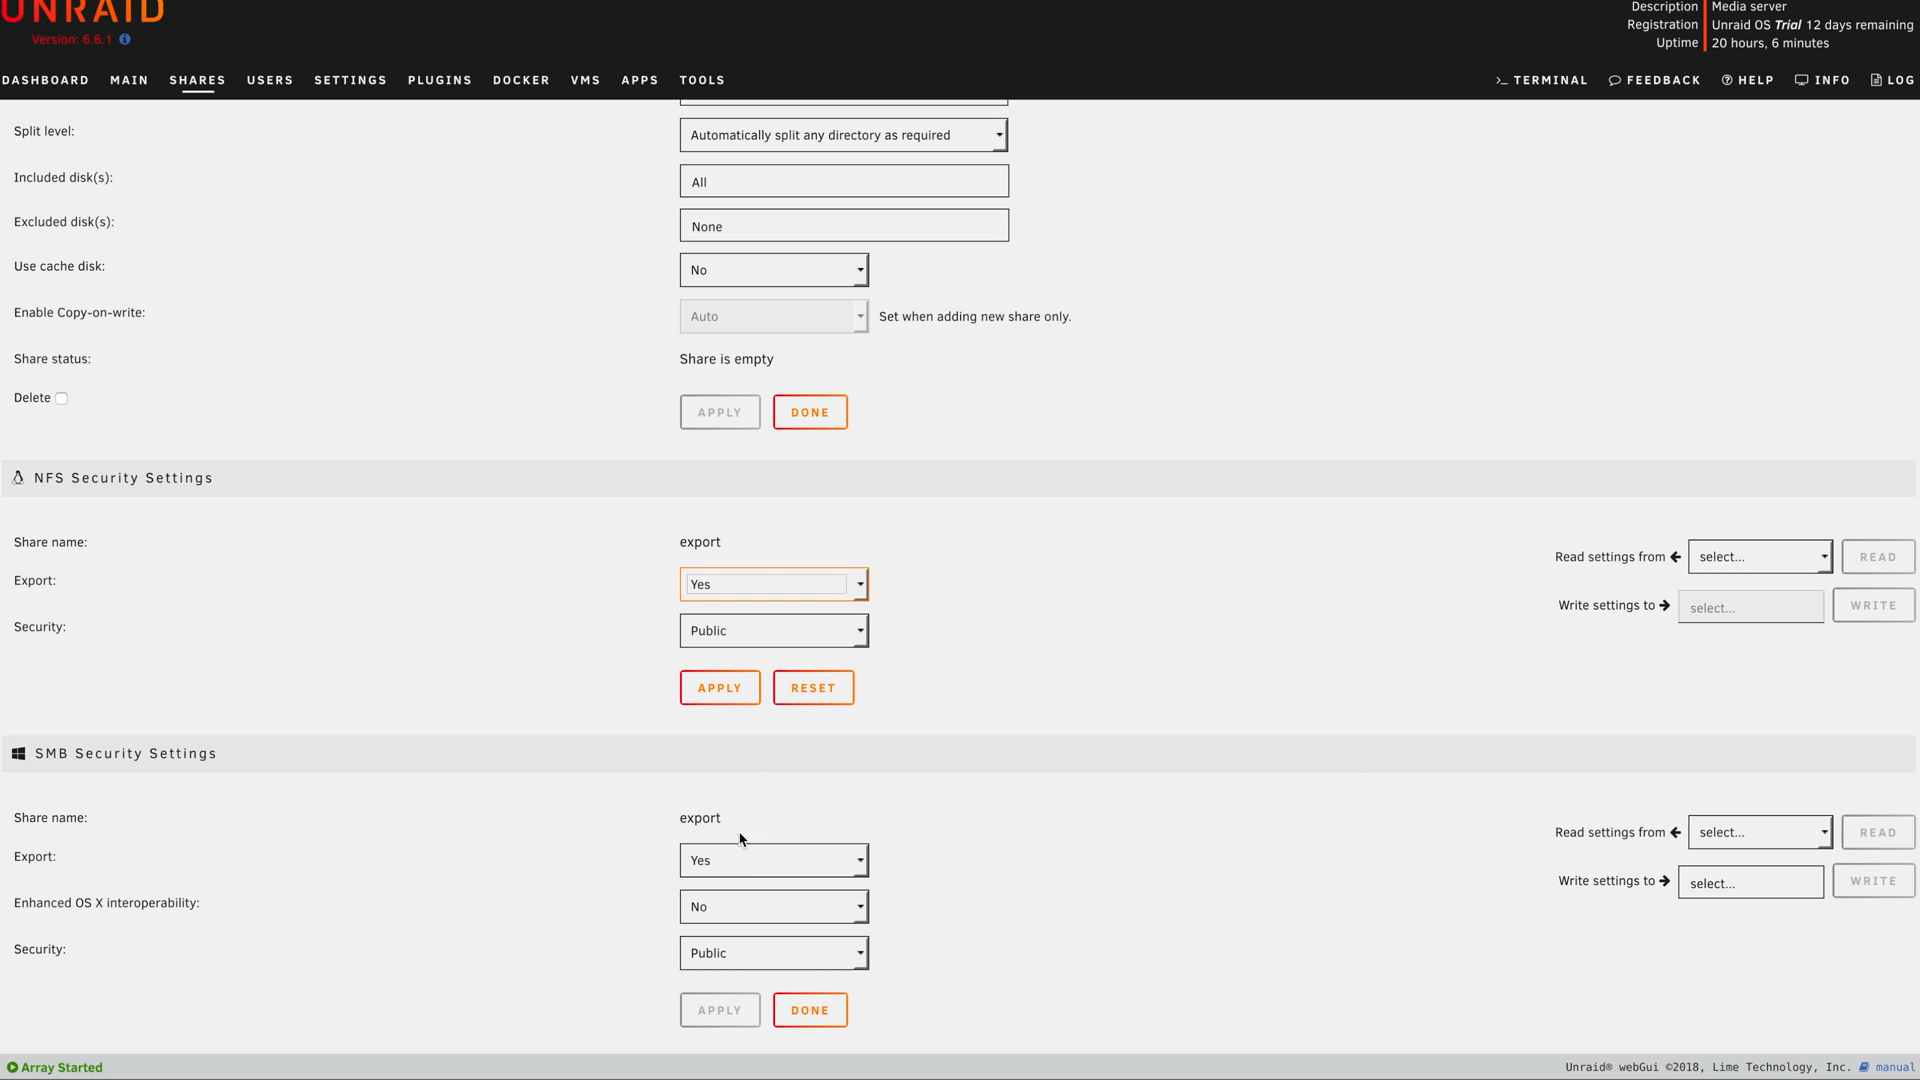 UNRAID
Version: 6.6.1
Description Media server
Registration Unraid OS Trial 12 days remaining
Uptime 20 hours, 6 minutes
DASHBOARD MAIN SHARES USERS SETTINGS PLUGINS DOCKER VMS APPS TOOLS TERMINAL FEEDBACK HELP INFO LOG
Split level: Automatically split any directory as required
Included disk(s): All
Excluded disk(s): None
Use cache disk: No
Enable Copy-on-write: Auto Set when adding new share only.
Share status: Share is empty
Delete APPLY DONE
NFS Security Settings
Share name: export
Read settings from select... READ
Export: Yes
Write settings to select... WRITE
Security: Public
APPLY RESET
SMB Security Settings
Share name: export
Read settings from select... READ
Export: Yes
Write settings to select... WRITE
Enhanced OS X interoperability: No
Security: Public
APPLY DONE
Array Started Unraid® webGui ©2018, Lime Technology, Inc. manual